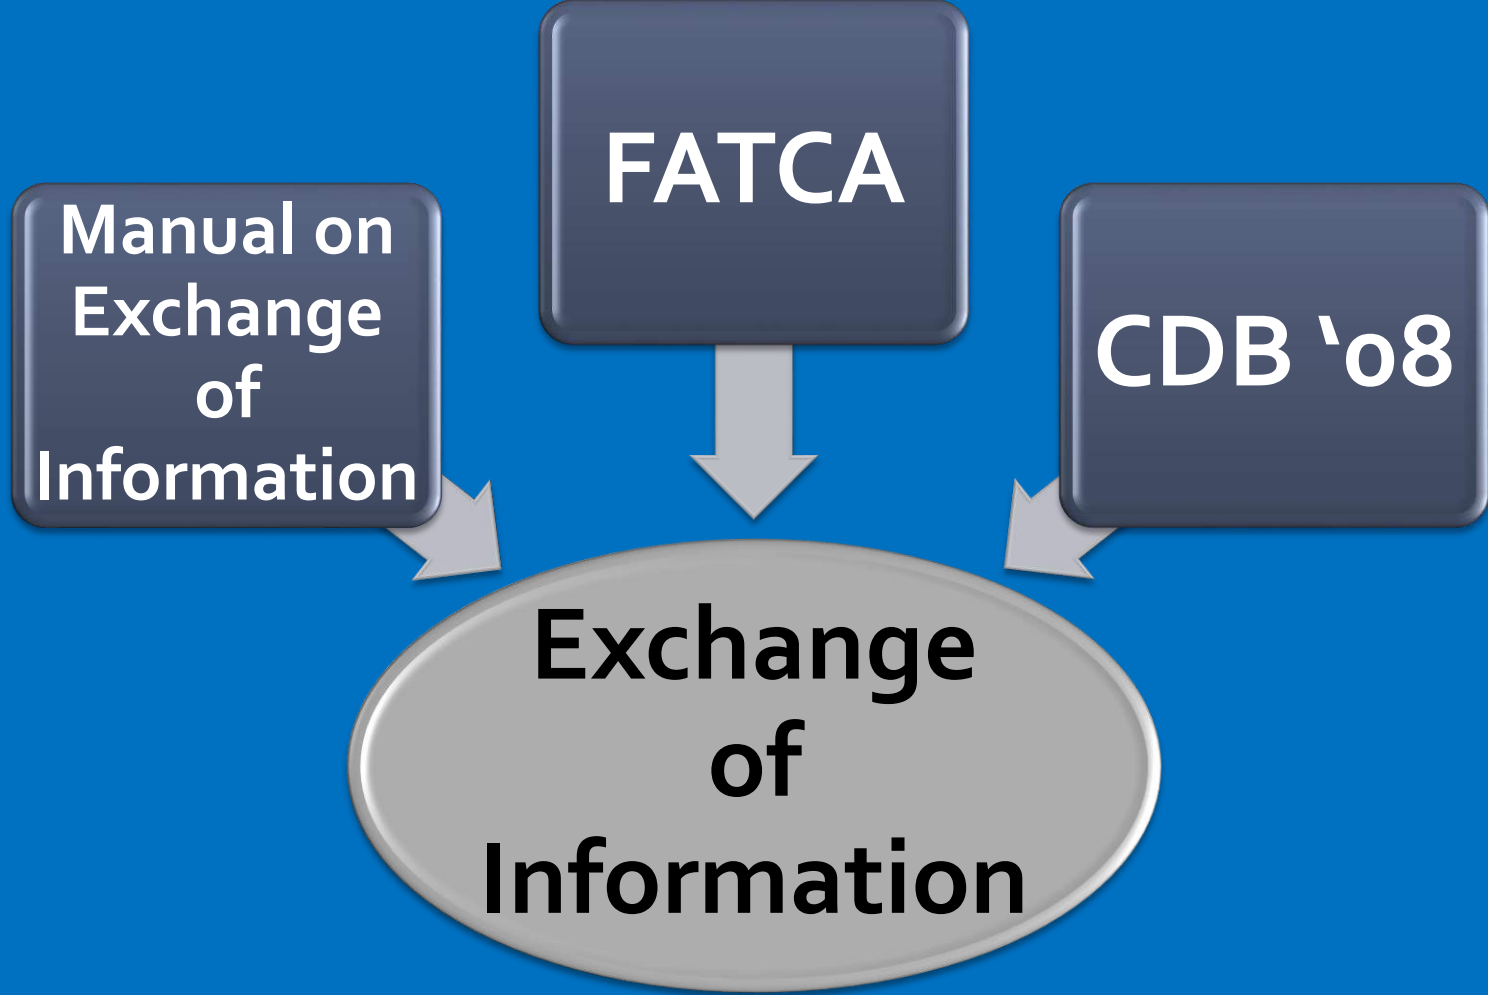 FATCA
Manual on
Exchange
of
Information
CDB ‘08
Exchange
of
Information